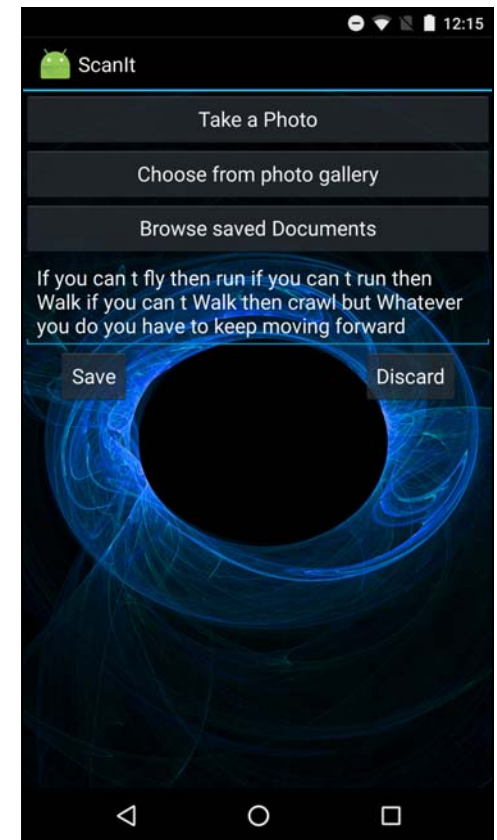 12:15
ScanIt
Take a Photo
Choose from photo gallery
Browse saved Documents
If you can t fly then run if you can t run then
Walk if you can t Walk then crawl but Whatever
you do you have to keep moving forward
Save Discard